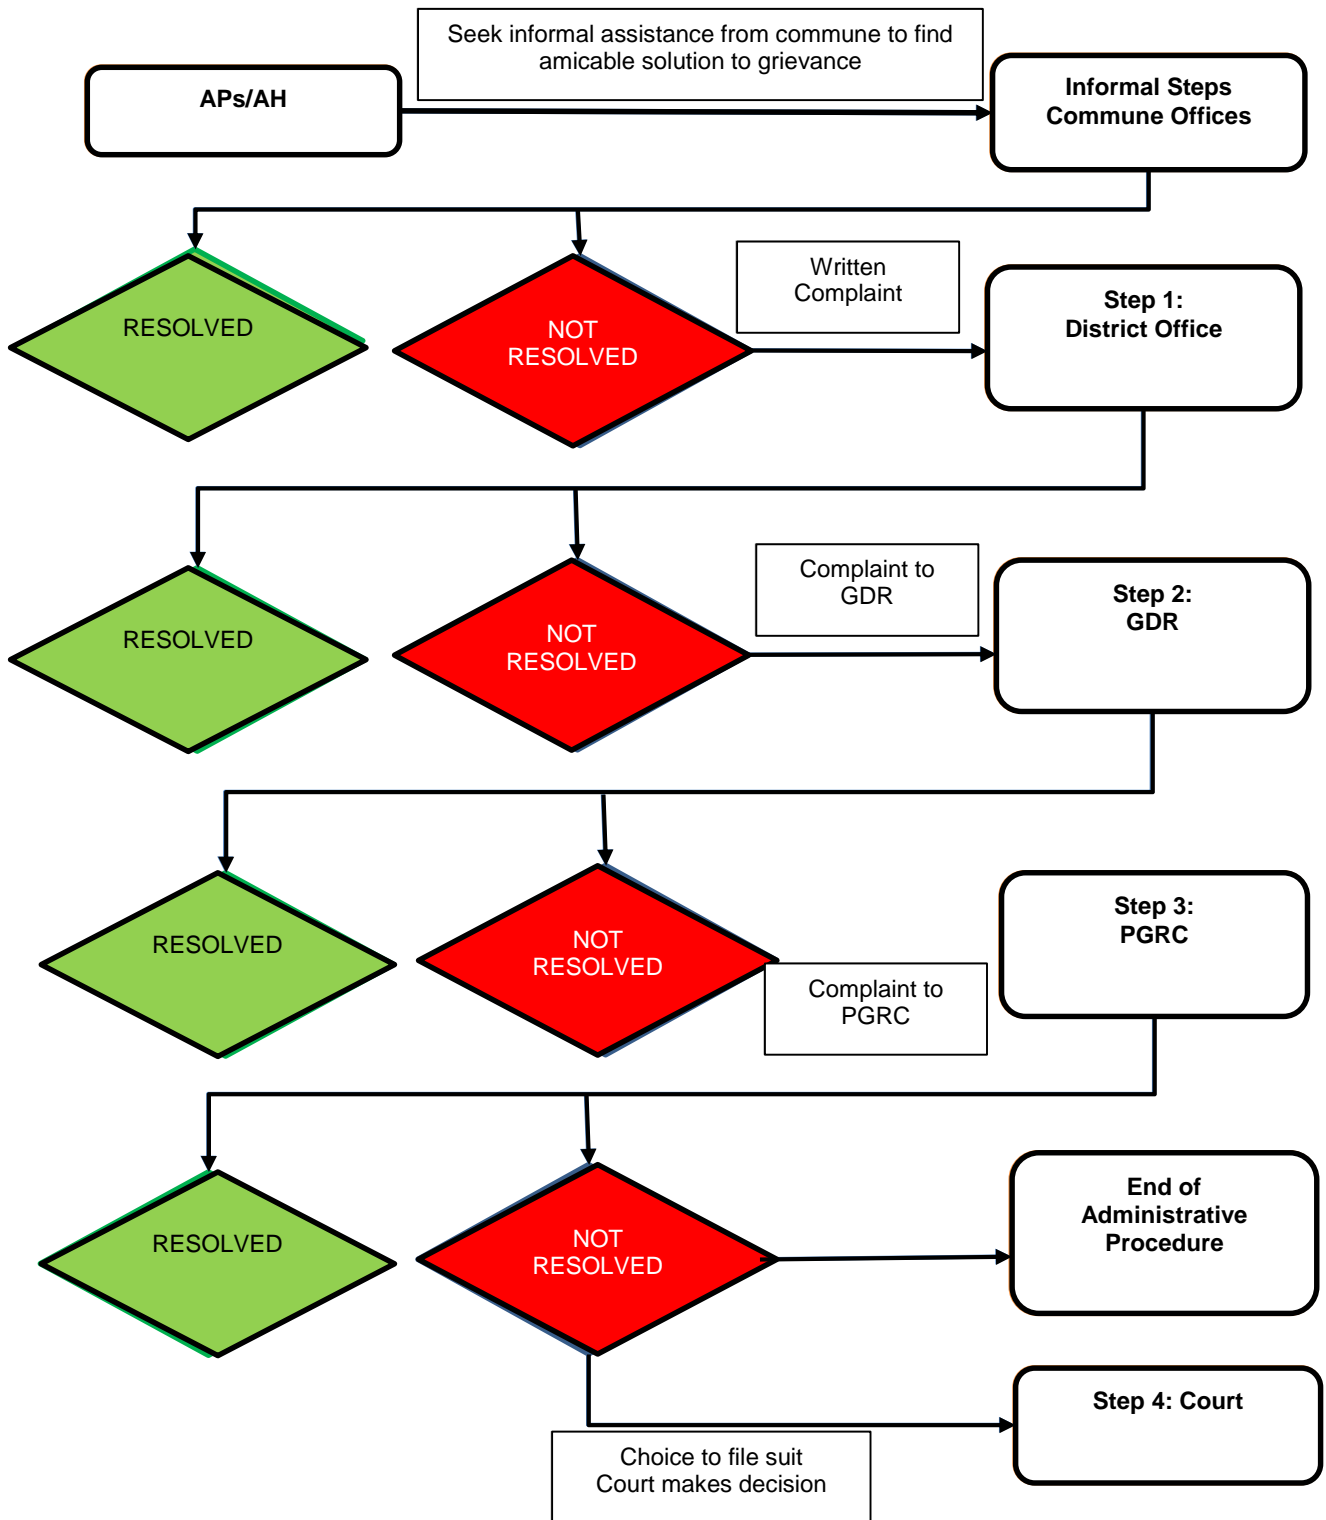 Seek informal assistance from commune to find
amicable solution to grievance
APs/AH
Informal Steps
Commune Offices
RESOLVED
NOT
RESOLVED
Written
Complaint
Step 1:
District Office
RESOLVED
NOT
RESOLVED
Complaint to
GDR
Step 2:
GDR
RESOLVED
NOT
RESOLVED
Complaint to
PGRC
Step 3:
PGRC
RESOLVED
NOT
RESOLVED
End of
Administrative
Procedure
Step 4: Court
Choice to file suit
Court makes decision